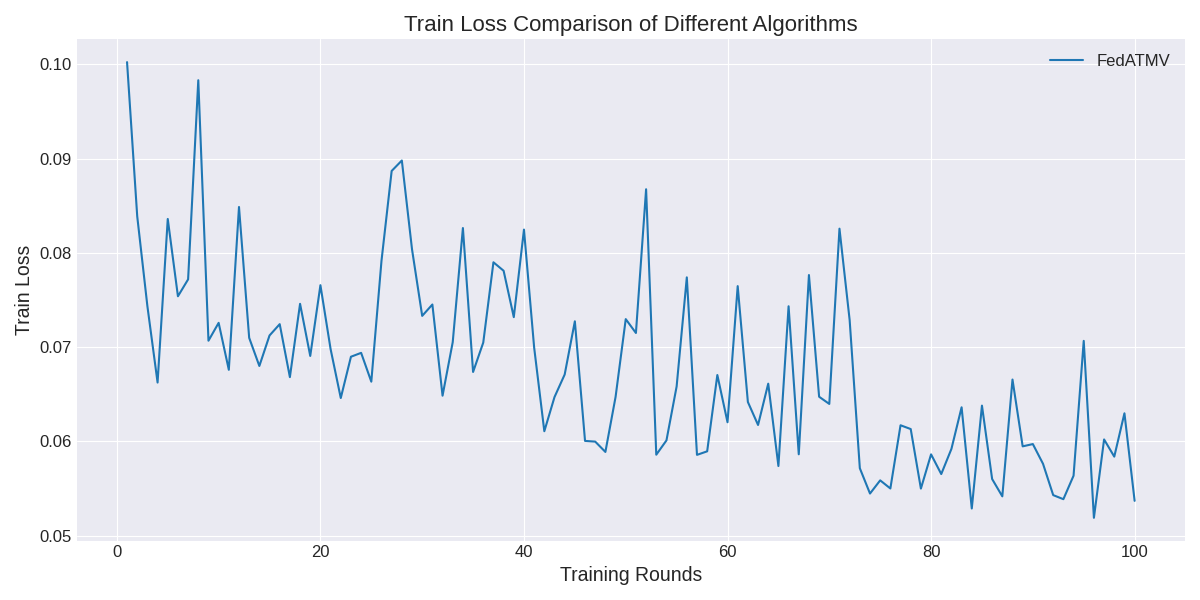 Train Loss Comparison of Different Algorithms
FedATMV
Train Loss
0.10
0.09
0.08
0.07
0.06
0.05
0 20 40 60 80 100
Training Rounds